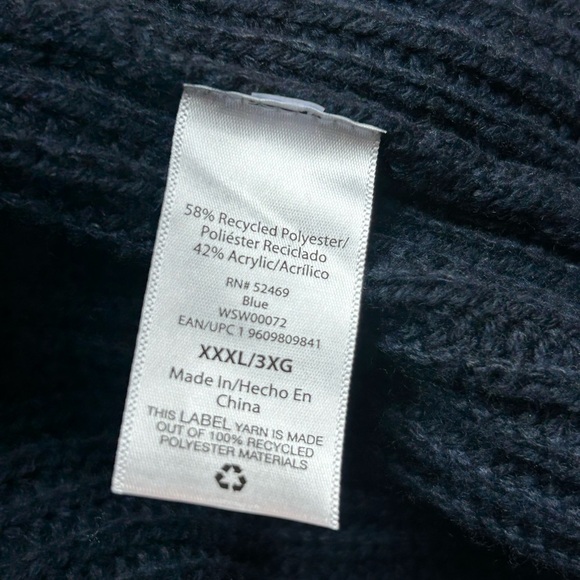 58% Recycled Polyester/
Poliéster Reciclado
42% Acrylic/Acrílico
RN# 52469
Blue
WSW00072
EAN/UPC 1 9609809841
XXXL/3XG
Made In/Hecho En
China
THIS LABEL YARN IS MADE
OUT OF 100% RECYCLED
POLYESTER MATERIALS